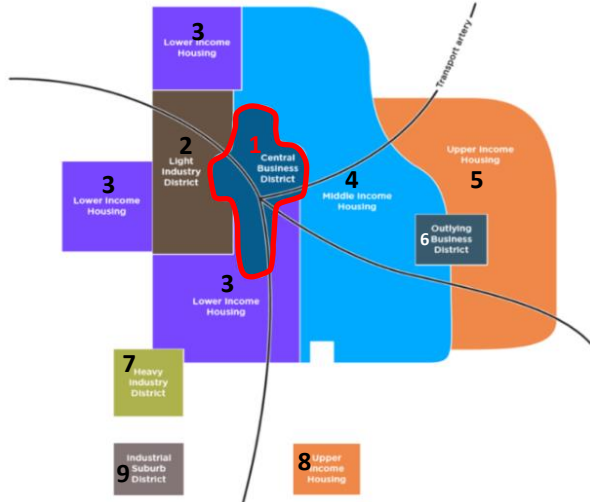 3
Lower Income
Housing
Transport artery
2
Light
Industry
District
1
Central
Business
District
3
Lower Income
Housing
4
Middle Income
Housing
Upper Income
Housing
5
6
Outlying
Business
District
3
Lower Income
Housing
7
Heavy
Industry
District
9
Industrial
Suburb
District
8
Upper
Income
Housing